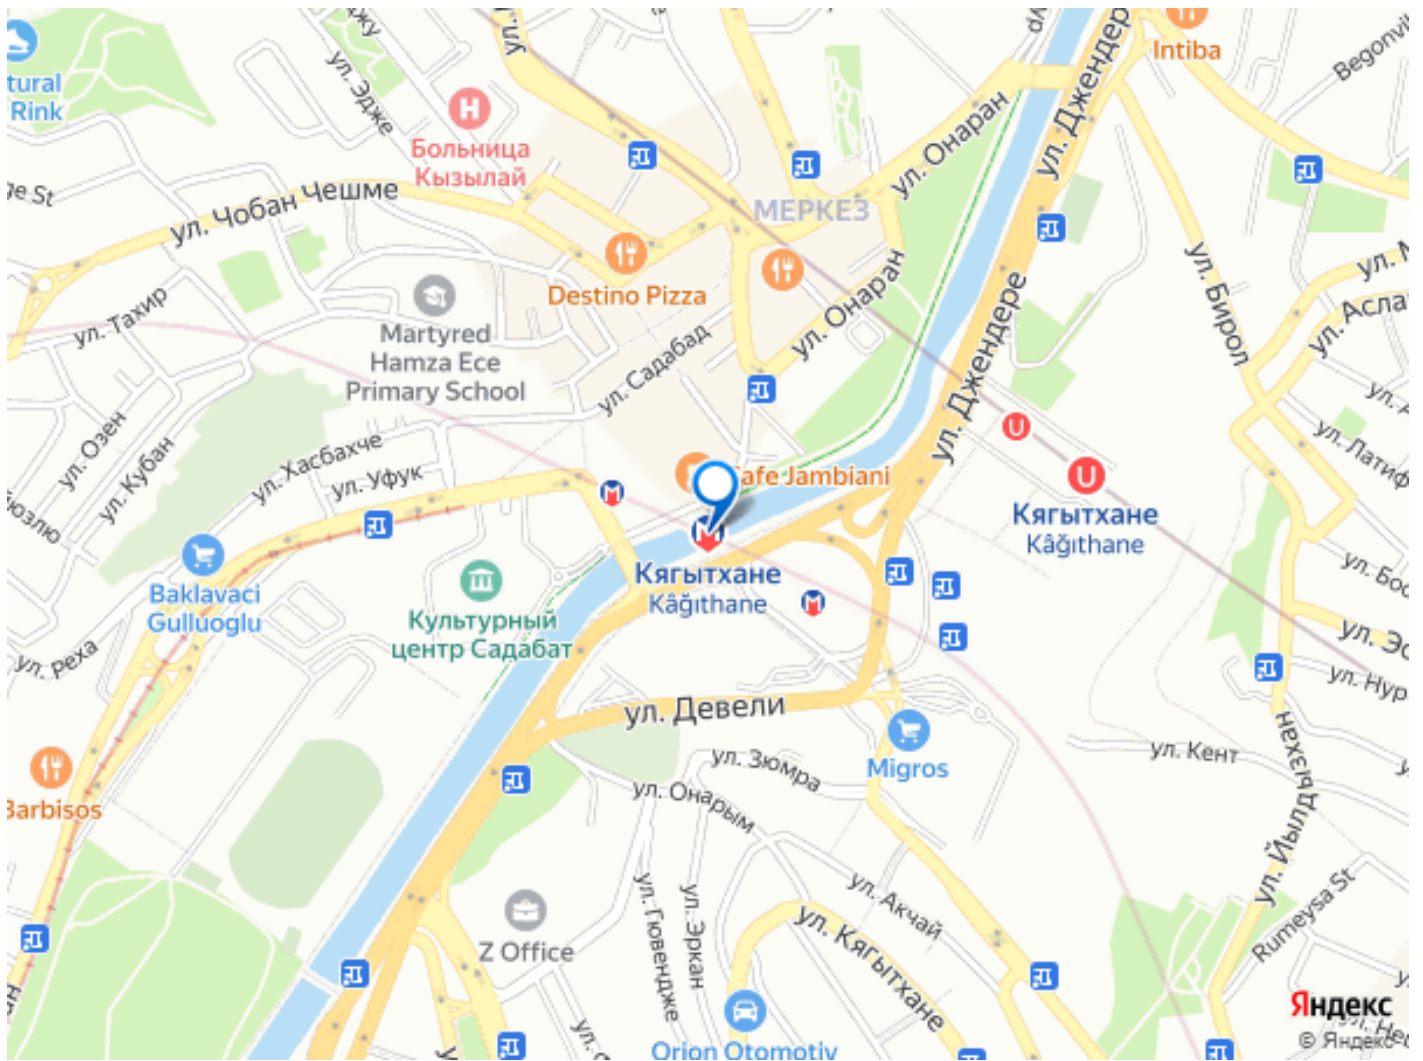 ул. Эдже
Intiba
tural
Rink
Больница
Кызылай
ул. Онаран
ул. Джендере
ул. Чобан Чешме
МЕРКЕЗ
ул. Бирол
Destino Pizza
ул. Тахир
Martyred
Hamza Ece
Primary School
ул. Садабад
ул. Онаран
ул. Джендере
ул. Озен
ул. Кубан
ул. Хасбахче
ул. Уфук
afe Jambiani
Кягытхане
Kâğıthane
Кягытхане
Kâğıthane
Baklavaci
Gulluoglu
Культурный
центр Садабат
ул. реха
ул. Девели
Migros
ул. Зюмра
ул. Кент
Barbisos
ул. Онарым
ул. Йылдызхан
ул. Акчай
Rumeysa St
ул. Гювендже
ул. Эркан
ул. Кягытхане
Z Office
Orion Otomotiv
Яндекс
© Яндекс